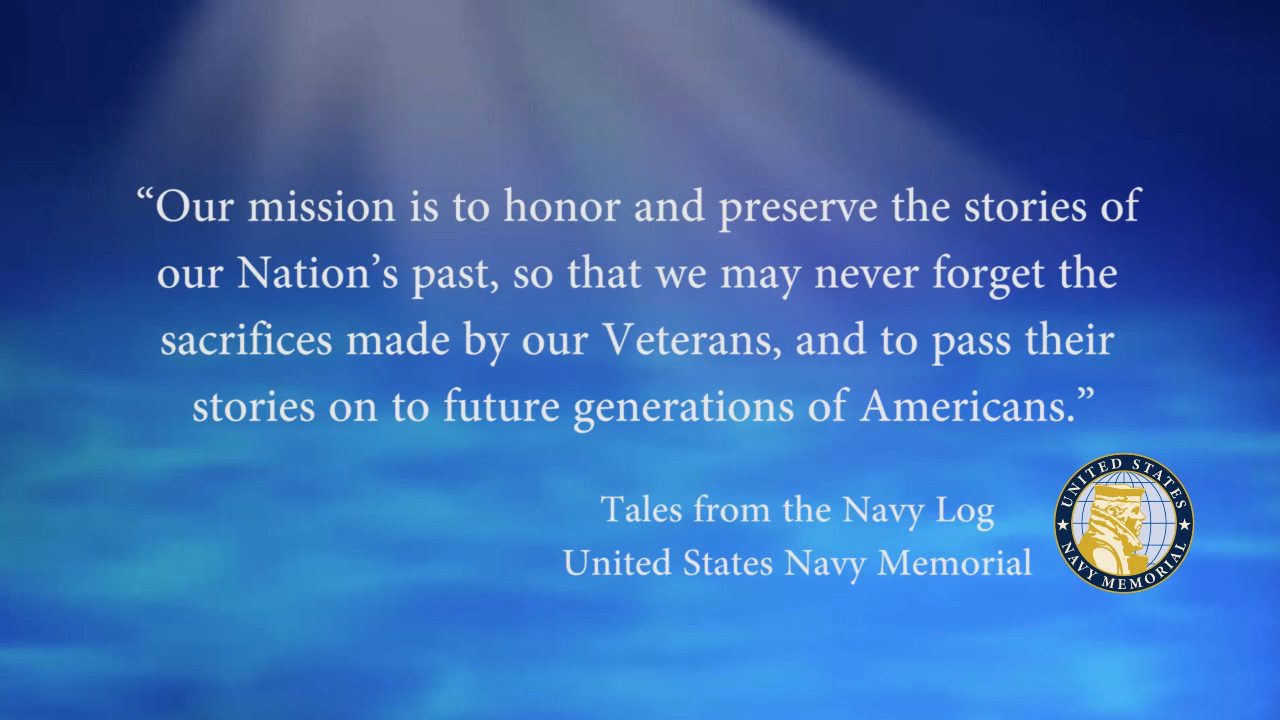 “Our mission is to honor and preserve the stories of
our Nation’s past, so that we may never forget the
sacrifices made by our Veterans, and to pass their
stories on to future generations of Americans.”
Tales from the Navy Log
United States Navy Memorial
UNITED STATES
NAVY MEMORIAL